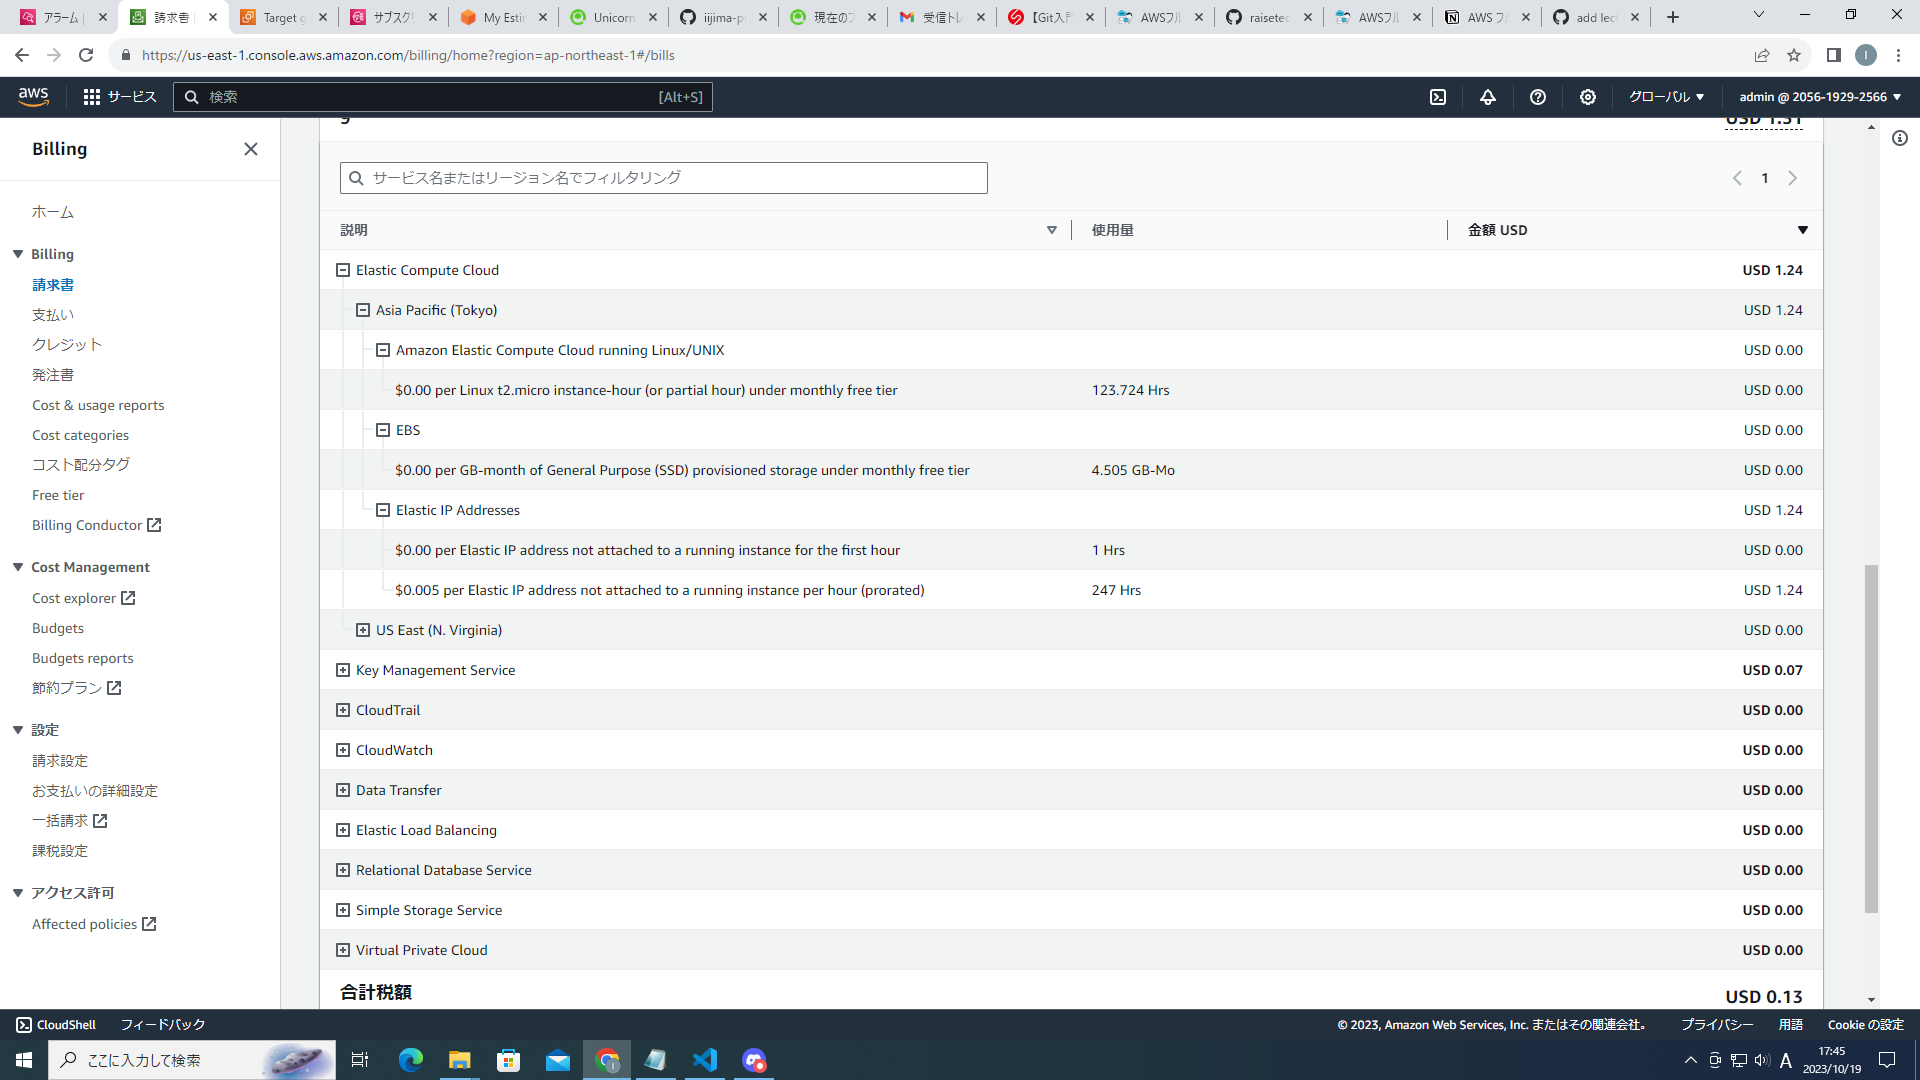 アラーム
請求書
Target g
サブスクリ
My Esti
Unicorn
iijima-p
現在のブ
受信トレ
【Git入門
AWSフル
raisetec
AWSフル
AWS フル
add lec
https://us-east-1.console.aws.amazon.com/billing/home?region=ap-northeast-1#/bills
I
aws
サービス
検索
[Alt+S]
グローバル
admin @ 2056-1929-2566
Billing
ホーム
Billing
請求書
支払い
クレジット
発注書
Cost & usage reports
Cost categories
コスト配分タグ
Free tier
Billing Conductor
Cost Management
Cost explorer
Budgets
Budgets reports
節約プラン
設定
請求設定
お支払いの詳細設定
一括請求
課税設定
アクセス許可
Affected policies
USD 1.31
サービス名またはリージョン名でフィルタリング
1
説明 使用量 金額 USD
Elastic Compute Cloud USD 1.24
Asia Pacific (Tokyo) USD 1.24
Amazon Elastic Compute Cloud running Linux/UNIX USD 0.00
$0.00 per Linux t2.micro instance-hour (or partial hour) under monthly free tier 123.724 Hrs USD 0.00
EBS USD 0.00
$0.00 per GB-month of General Purpose (SSD) provisioned storage under monthly free tier 4.505 GB-Mo USD 0.00
Elastic IP Addresses USD 1.24
$0.00 per Elastic IP address not attached to a running instance for the first hour 1 Hrs USD 0.00
$0.005 per Elastic IP address not attached to a running instance per hour (prorated) 247 Hrs USD 1.24
US East (N. Virginia) USD 0.00
Key Management Service USD 0.07
CloudTrail USD 0.00
CloudWatch USD 0.00
Data Transfer USD 0.00
Elastic Load Balancing USD 0.00
Relational Database Service USD 0.00
Simple Storage Service USD 0.00
Virtual Private Cloud USD 0.00
合計税額 USD 0.13
CloudShell
フィードバック
© 2023, Amazon Web Services, Inc. またはその関連会社。
プライバシー
用語
Cookie の設定
ここに入力して検索
A
17:45
2023/10/19